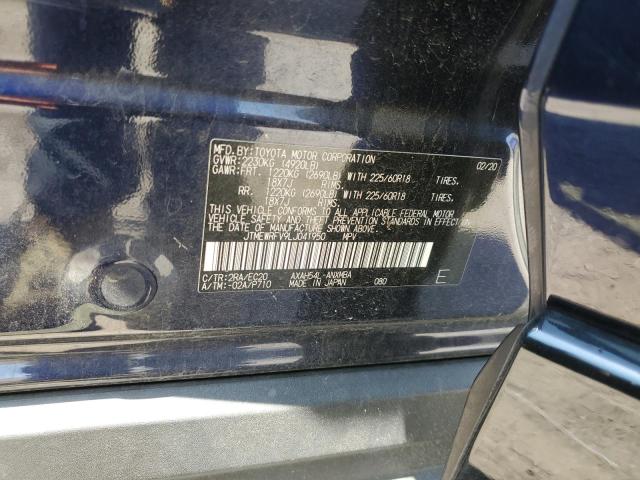 MFD. BY: TOYOTA MOTOR CORPORATION 02/20
GVWR: 2230KG (4920LB)
GAWR: FRT. 1220KG (2690LB) WITH 225/60R18 TIRES,
18X7J RIMS,
RR. 1220KG (2690LB) WITH 225/60R18 TIRES,
18X7J RIMS,
THIS VEHICLE CONFORMS TO ALL APPLICABLE FEDERAL MOTOR
VEHICLE SAFETY AND THEFT PREVENTION STANDARDS IN EFFECT ON
THE DATE OF MANUFACTURE SHOWN ABOVE.
JTMEWRFV9LJ041950 MPV
C/TR: 2RA/EC20 AXAH54L-ANXMBA
A/TM: -02A/P710 MADE IN JAPAN 080 E